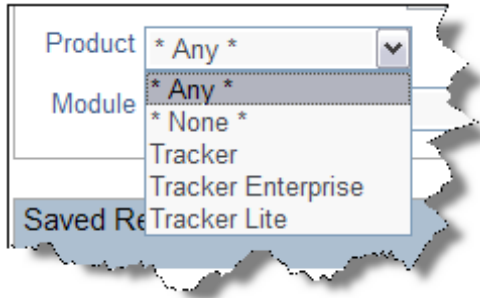 Product * Any *
* Any *
Module
* None *
Tracker
Tracker Enterprise
Saved Re
Tracker Lite